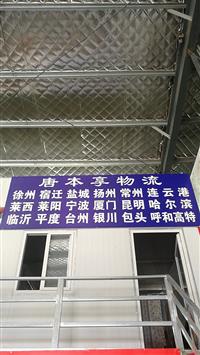 唐本享物流
徐州 宿迁 盐城 扬州 常州 连云港
莱西 莱阳 宁波 厦门 昆明 哈尔滨
临沂 平度 台州 银川 包头 呼和高特